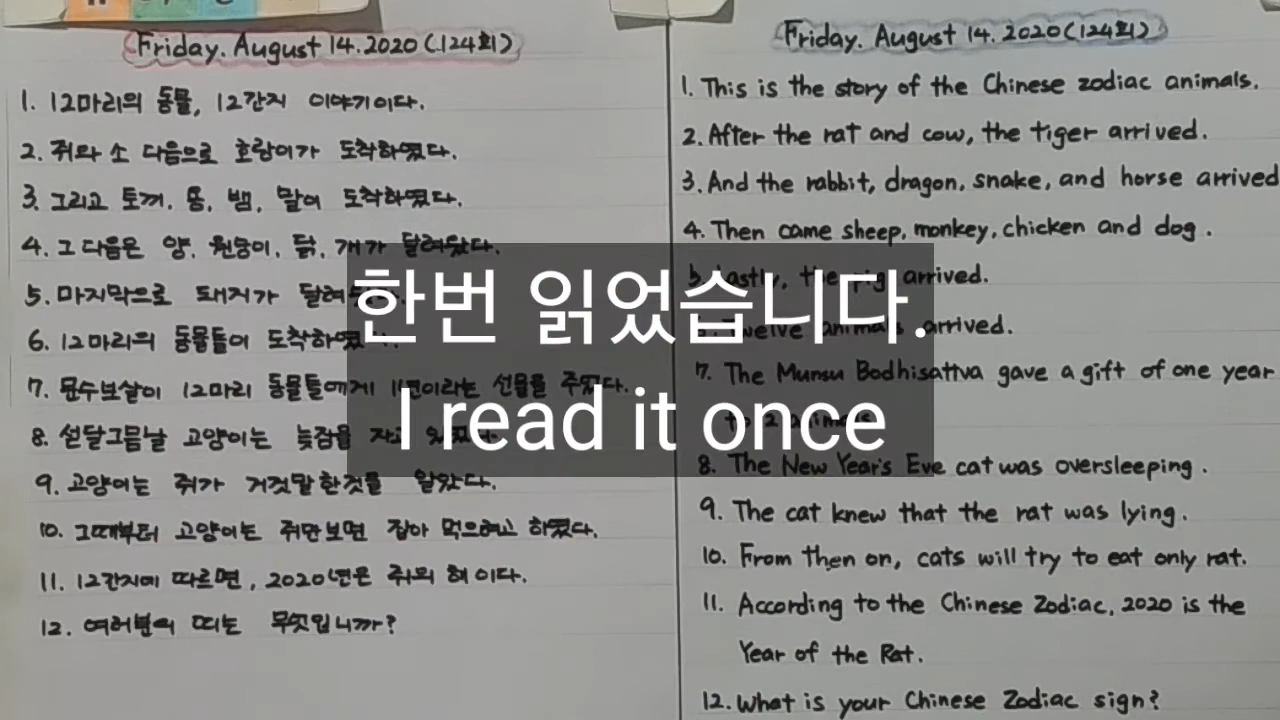 Friday. August 14. 2020 (124회)
1. 12마리의 동물, 12간지 이야기이다.
2. 쥐와 소 다음으로 호랑이가 도착하였다.
3. 그리고 토끼, 용, 뱀, 말이 도착하였다.
4. 그 다음은 양, 원숭이, 닭, 개가 달려왔다.
5. 마지막으로 돼지가
6. 12마리의 동물들이 도착하였다.
7. 문수보살이 12마리 동물들에게 선물을 주었다.
8. 섣달그믐날 고양이는 늦잠을
9. 고양이는 쥐가 거짓말한것을 알았다.
10. 그때부터 고양이는 쥐만보면 잡아 먹으려고 하였다.
11. 12간지에 따르면, 2020년은 쥐의 해이다.
12. 여러분의 띠는 무엇입니까?
Friday. August 14. 2020 (124회)
1. This is the story of the Chinese zodiac animals.
2. After the rat and cow, the tiger arrived.
3. And the rabbit, dragon, snake, and horse arrived
4. Then came sheep, monkey, chicken and dog.
Lastly, the pig arrived.
Twelve animals arrived.
7. The Munsu Bodhisattva gave a gift of one year
8. The New Year's Eve cat was oversleeping.
9. The cat knew that the rat was lying.
10. From then on, cats will try to eat only rat.
11. According to the Chinese Zodiac, 2020 is the
Year of the Rat.
12. What is your Chinese Zodiac sign?
한번 읽었습니다.
I read it once